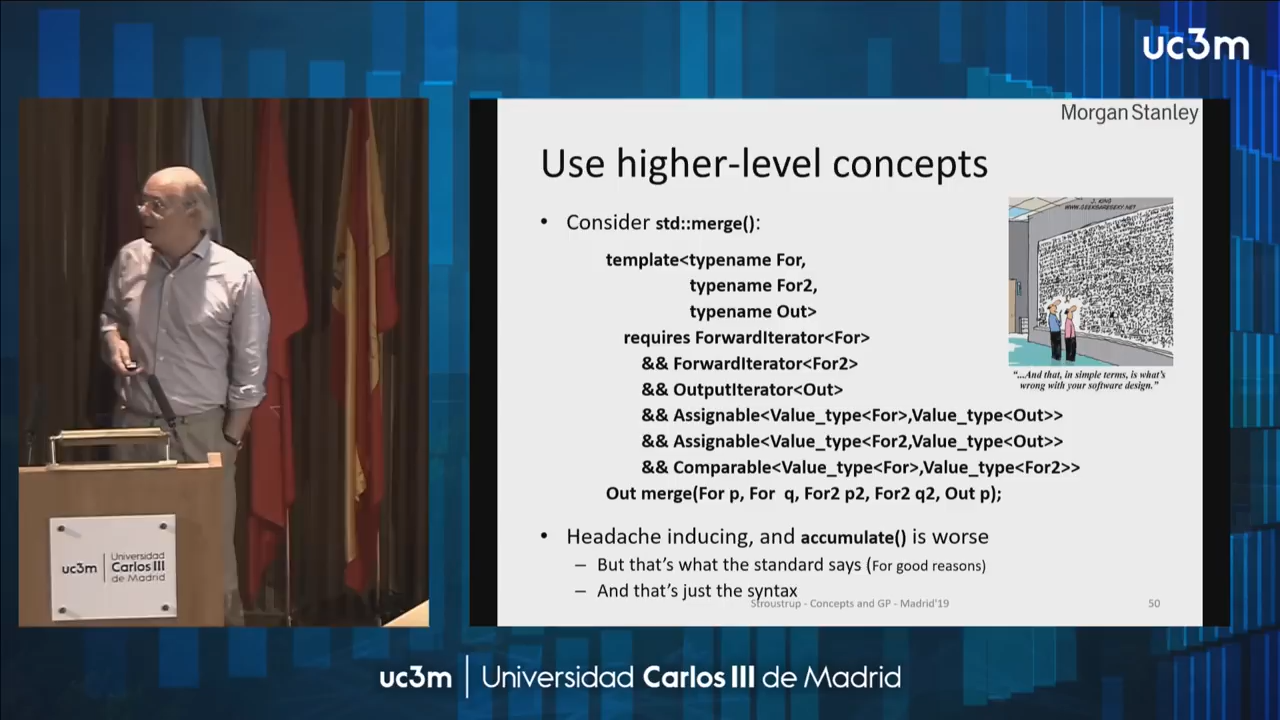 uc3m
Morgan Stanley
Use higher-level concepts
• Consider std::merge():
template<typename For,
typename For2,
typename Out>
requires ForwardIterator<For>
&& ForwardIterator<For2>
&& OutputIterator<Out>
&& Assignable<Value_type<For>,Value_type<Out>>
&& Assignable<Value_type<For2,Value_type<Out>>
&& Comparable<Value_type<For>,Value_type<For2>>
Out merge(For p, For q, For2 p2, For2 q2, Out p);
J. KING
WWW.GEEKSARESEXY.NET
"...And that, in simple terms, is what's
wrong with your software design."
• Headache inducing, and accumulate() is worse
– But that's what the standard says (For good reasons)
– And that's just the syntax
Stroustrup - Concepts and GP - Madrid'19
50
uc3m
Universidad
Carlos III
de Madrid
uc3m | Universidad Carlos III de Madrid